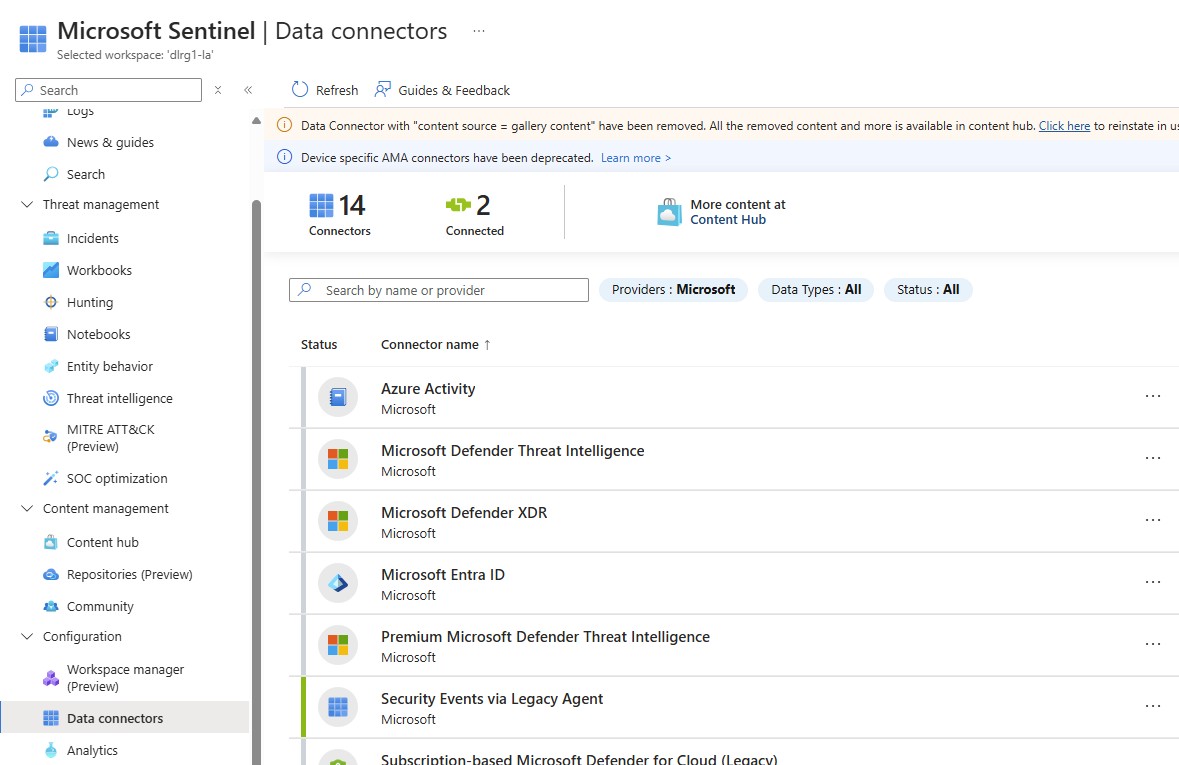 Microsoft Sentinel | Data connectors ...
Selected workspace: 'dlrg1-la'
Search
Logs
News & guides
Search
Threat management
Incidents
Workbooks
Hunting
Notebooks
Entity behavior
Threat intelligence
MITRE ATT&CK
(Preview)
SOC optimization
Content management
Content hub
Repositories (Preview)
Community
Configuration
Workspace manager
(Preview)
Data connectors
Analytics
Refresh
Guides & Feedback
Data Connector with "content source = gallery content" have been removed. All the removed content and more is available in content hub. Click here to reinstate in us
Device specific AMA connectors have been deprecated. Learn more >
14
Connectors
2
Connected
More content at
Content Hub
Search by name or provider
Providers : Microsoft
Data Types : All
Status : All
Status
Connector name ↑
Azure Activity
Microsoft
Microsoft Defender Threat Intelligence
Microsoft
Microsoft Defender XDR
Microsoft
Microsoft Entra ID
Microsoft
Premium Microsoft Defender Threat Intelligence
Microsoft
Security Events via Legacy Agent
Microsoft
Subscription-based Microsoft Defender for Cloud (Legacy)